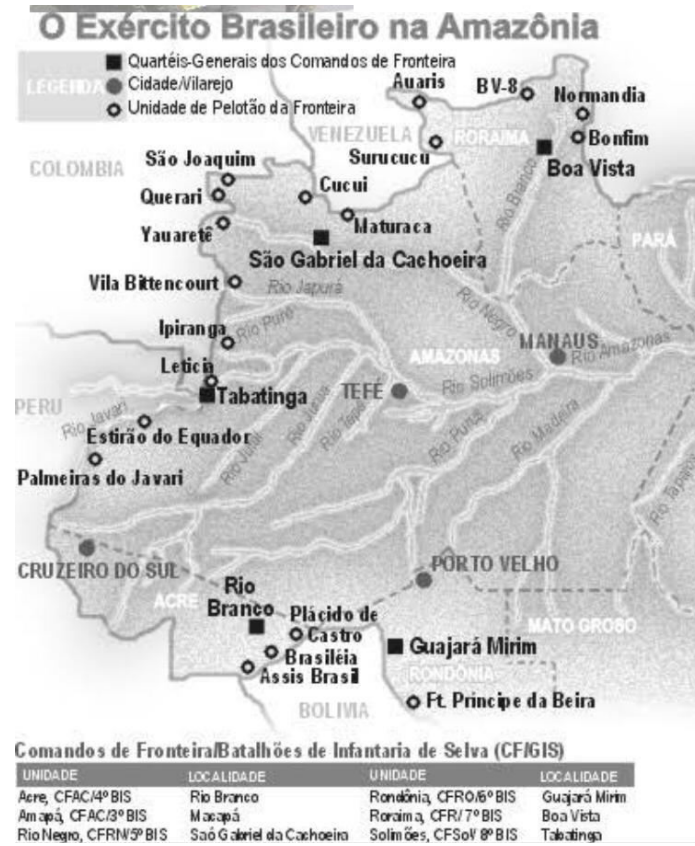 O Exército Brasileiro na Amazônia
LEGENDA
Quartéis-Generais dos Comandos de Fronteira
Cidade/Vilarejo
Unidade de Pelotão da Fronteira
Auaris
BV-8
Normandia
VENEZUELA
RORAIMA
Bonfim
Surucucu
Boa Vista
COLOMBIA
São Joaquim
Querari
Cucui
Maturaca
Yauaretê
São Gabriel da Cachoeira
Rio Branco
PARÁ
Vila Bittencourt
Rio Japurá
Rio Negro
Ipiranga
Rio Puré
MANAUS
AMAZONAS
Rio Amazonas
Leticia
Tabatinga
TEFÉ
Rio Solimões
PERU
Rio Javari
Estirão do Equador
Rio Juruá
Rio Purus
Rio Madeira
Palmeiras do Javari
CRUZEIRO DO SUL
PORTO VELHO
ACRE
Rio
Branco
Plácido de
Castro
MATO GROSO
Brasiléia
Assis Brasil
Guajará Mirim
RONDÔNIA
BOLIVIA
Ft. Principe da Beira
Comandos de Fronteira/Batalhões de Infantaria de Selva (CF/GIS)
UNIDADE LOCALIDADE UNIDADE LOCALIDADE
Acre, CFAC/4º BIS Rio Branco Rondônia, CFRO/6º BIS Guajará Mirim
Amapá, CFAC/3º BIS Macapá Roraima, CFR/7º BIS Boa Vista
Rio Negro, CFRN/5º BIS Saõ Gabriel da Cachoeira Solimões, CFSol/8º BIS Tabatinga